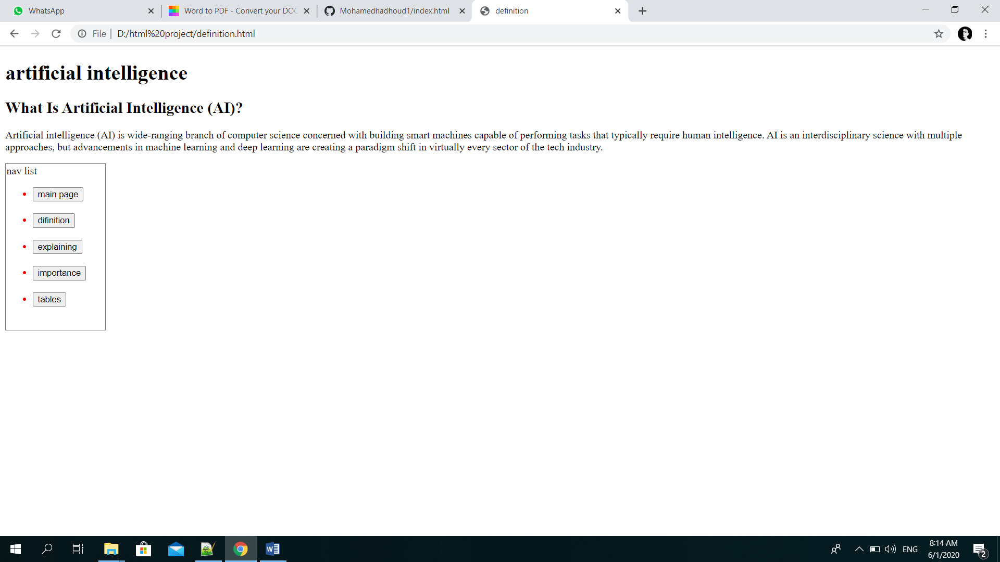 WhatsApp
Word to PDF - Convert your DOC
Mohamedhadhoud1/index.html
definition
File
D:/html%20project/definition.html
artificial intelligence
What Is Artificial Intelligence (AI)?
Artificial intelligence (AI) is wide-ranging branch of computer science concerned with building smart machines capable of performing tasks that typically require human intelligence. AI is an interdisciplinary science with multiple
approaches, but advancements in machine learning and deep learning are creating a paradigm shift in virtually every sector of the tech industry.
nav list
main page
difinition
explaining
importance
tables
ENG
8:14 AM
6/1/2020
2